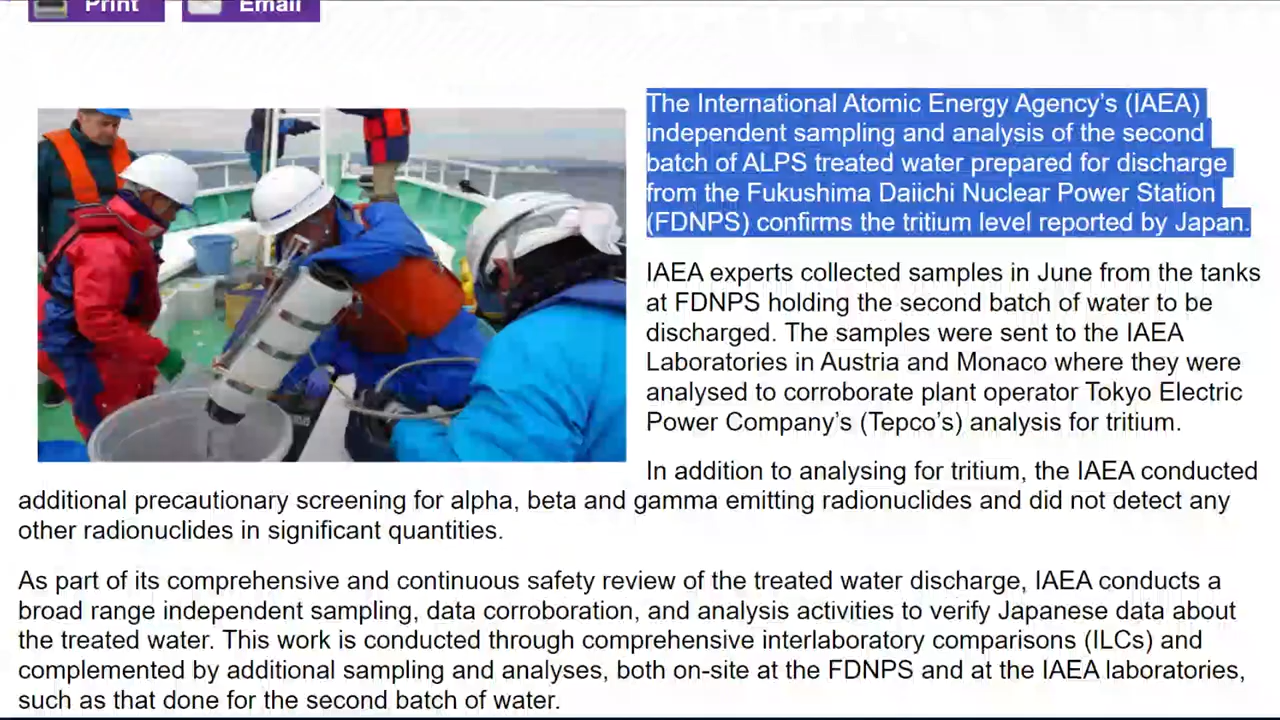 Print Email
The International Atomic Energy Agency’s (IAEA)
independent sampling and analysis of the second
batch of ALPS treated water prepared for discharge
from the Fukushima Daiichi Nuclear Power Station
(FDNPS) confirms the tritium level reported by Japan.
IAEA experts collected samples in June from the tanks
at FDNPS holding the second batch of water to be
discharged. The samples were sent to the IAEA
Laboratories in Austria and Monaco where they were
analysed to corroborate plant operator Tokyo Electric
Power Company’s (Tepco’s) analysis for tritium.
In addition to analysing for tritium, the IAEA conducted
additional precautionary screening for alpha, beta and gamma emitting radionuclides and did not detect any
other radionuclides in significant quantities.
As part of its comprehensive and continuous safety review of the treated water discharge, IAEA conducts a
broad range independent sampling, data corroboration, and analysis activities to verify Japanese data about
the treated water. This work is conducted through comprehensive interlaboratory comparisons (ILCs) and
complemented by additional sampling and analyses, both on-site at the FDNPS and at the IAEA laboratories,
such as that done for the second batch of water.